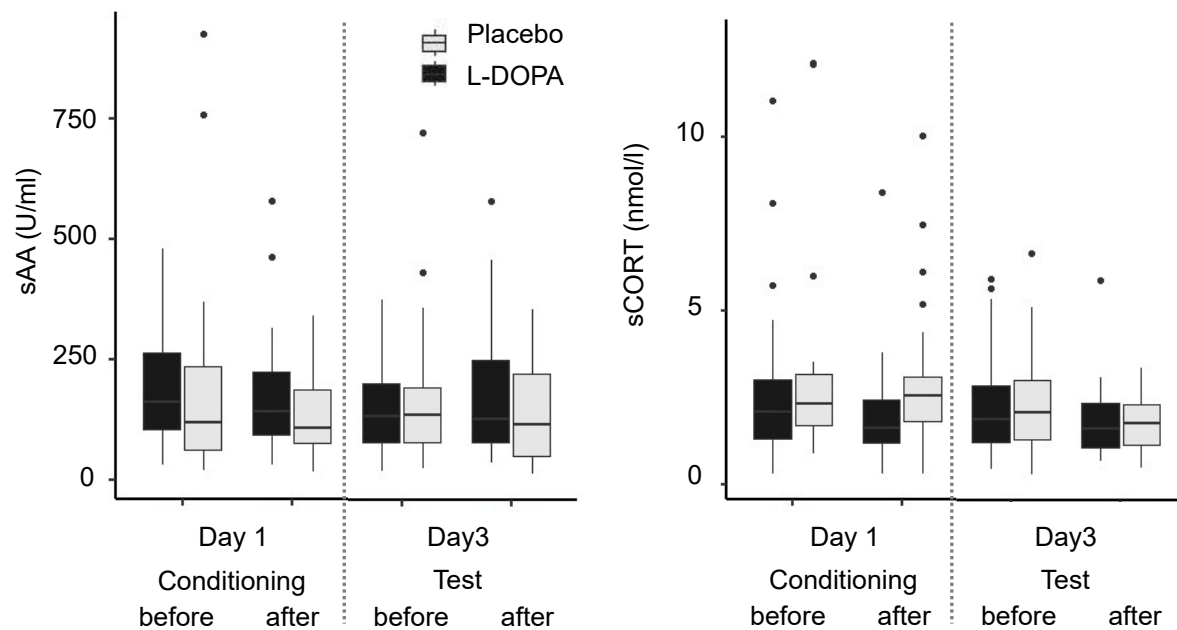 Placebo
L-DOPA
sAA (U/ml)
750
500
250
0
Day 1
Day3
Conditioning
Test
before
after
before
after
sCORT (nmol/l)
10
5
0
Day 1
Day3
Conditioning
Test
before
after
before
after